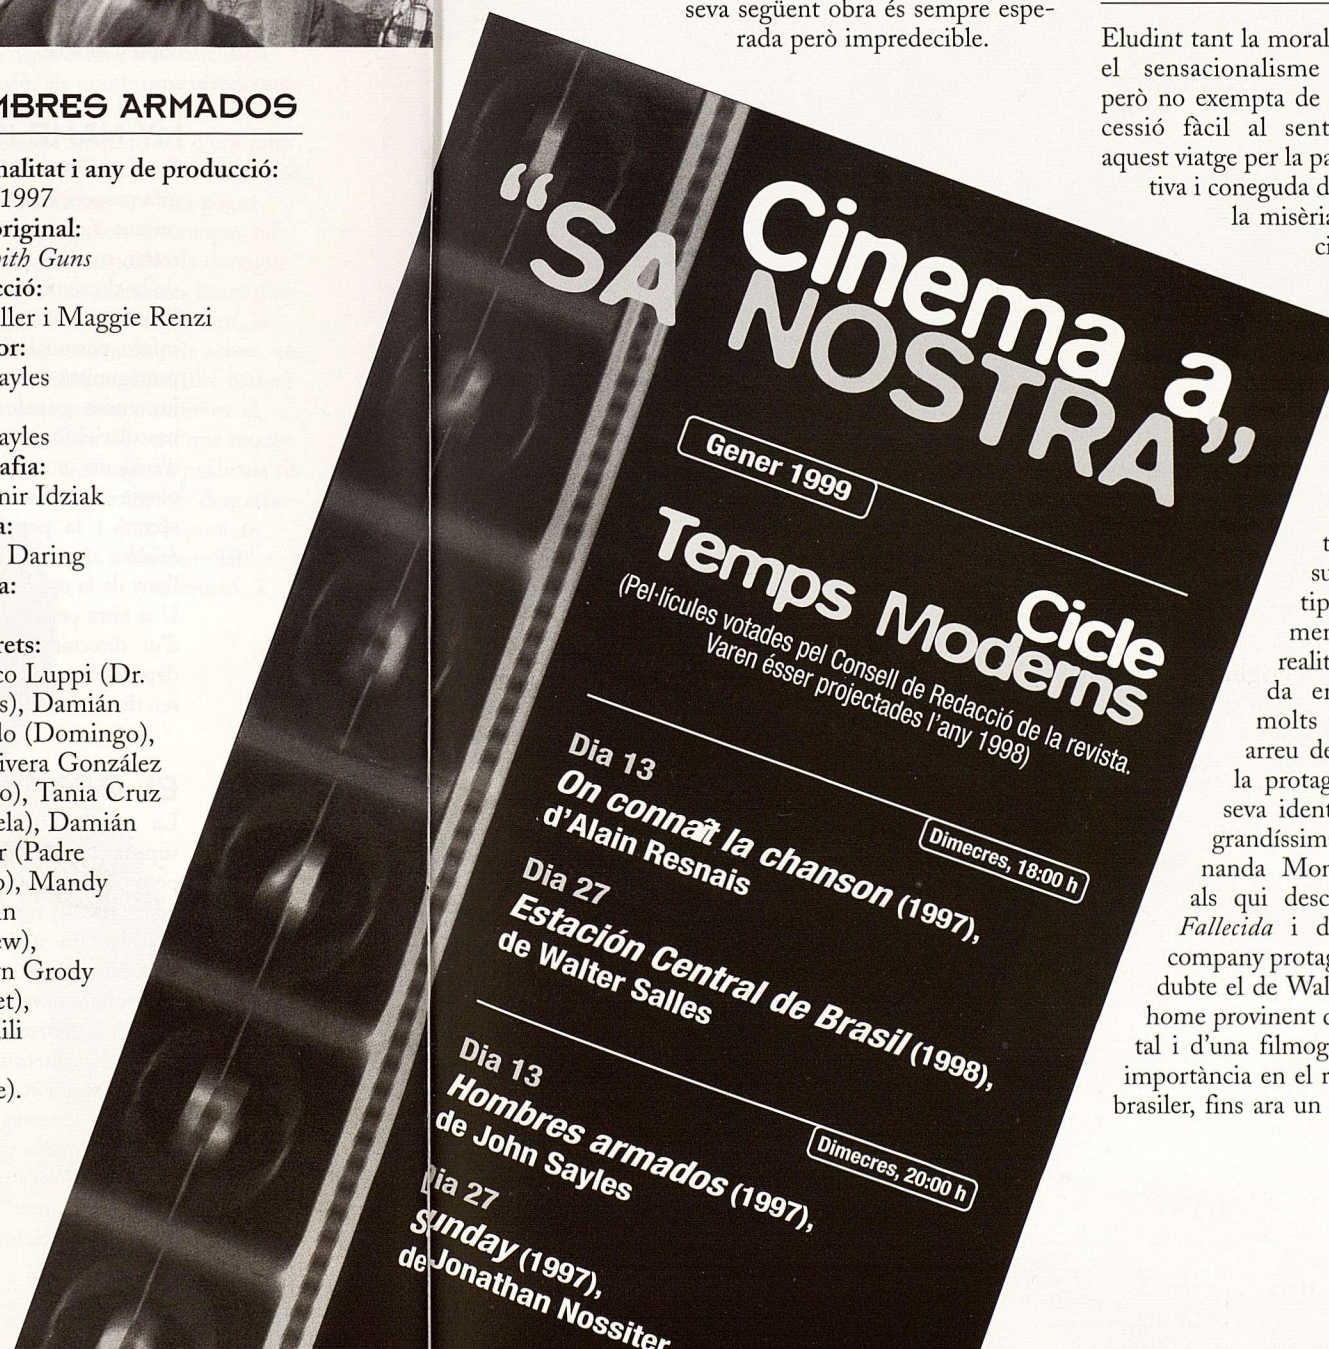 MBRES ARMADOS
nalitat i any de producció:
1997
original:
ith Guns
cció:
ller i Maggie Renzi
or:
ayles
ayles
afia:
mir Idziak
a:
Daring
a:
rets:
co Luppi (Dr.
s), Damián
do (Domingo),
ivera González
o), Tania Cruz
ela), Damián
r (Padre
o), Mandy
n
ew),
n Grody
et),
ili
e).
seva següent obra és sempre espe-
rada però impredecible.
Cinema a
“SA NOSTRA”
Gener 1999
Cicle
Temps Moderns
(Pel·lícules votades pel Consell de Redacció de la revista.
Varen ésser projectades l’any 1998)
Dia 13
Dimecres, 18:00 h
On connaît la chanson (1997),
d’Alain Resnais
Dia 27
Estación Central de Brasil (1998),
de Walter Salles
Dia 13
Dimecres, 20:00 h
Hombres armados (1997),
de John Sayles
Dia 27
Sunday (1997),
de Jonathan Nossiter
Eludint tant la moral
el sensacionalisme
però no exempta de
cessió fàcil al sent
aquest viatge per la pa
tiva i coneguda d
la misèria
ci
t
su
tip
men
realit
da en
molts
arreu de
la protag
seva ident
grandíssim
nanda Mon
als qui desc
Fallecida i d
company protag
dubte el de Wal
home provinent d
tal i d’una filmog
importància en el r
brasiler, fins ara un